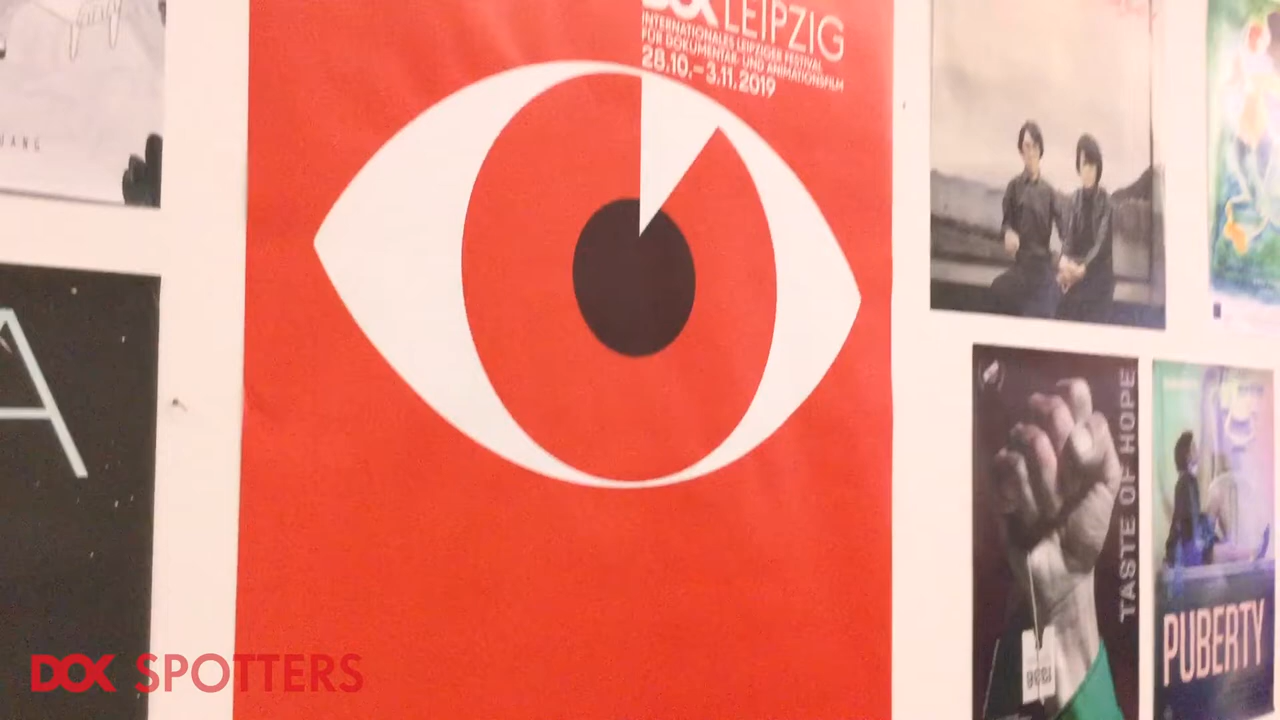 DOK LEIPZIG
INTERNATIONALES LEIPZIGER FESTIVAL
FÜR DOKUMENTAR- UND ANIMATIONSFILM
28.10.–3.11.2019
UANG
A
TASTE OF HOPE
PUBERTY
DOK SPOTTERS